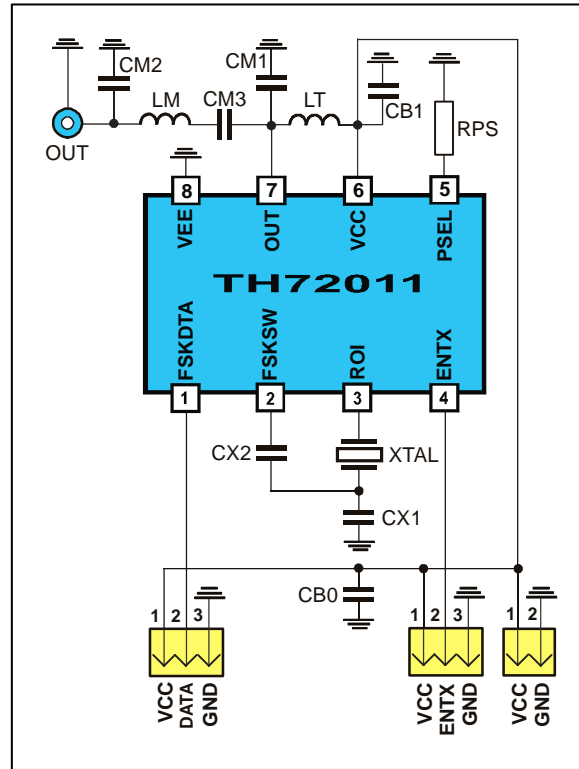 CM2
CM1
LM
CM3
LT
CB1
RPS
OUT
8
7
6
5
VEE
OUT
VCC
PSEL
TH72011
FSKDTA
FSKSW
ROI
ENTX
1
2
3
4
CX2
XTAL
CX1
CB0
1 2 3
1 2 3
1 2
VCC
DATA
GND
VCC
ENTX
GND
VCC
GND